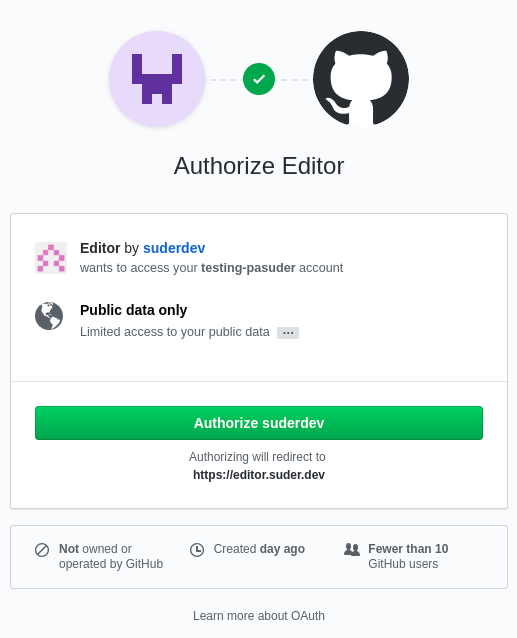 Authorize Editor
Editor by suderdev
wants to access your testing-pasuder account
Public data only
Limited access to your public data ...
Authorize suderdev
Authorizing will redirect to
https://editor.suder.dev
Not owned or
operated by GitHub
Created day ago
Fewer than 10
GitHub users
Learn more about OAuth